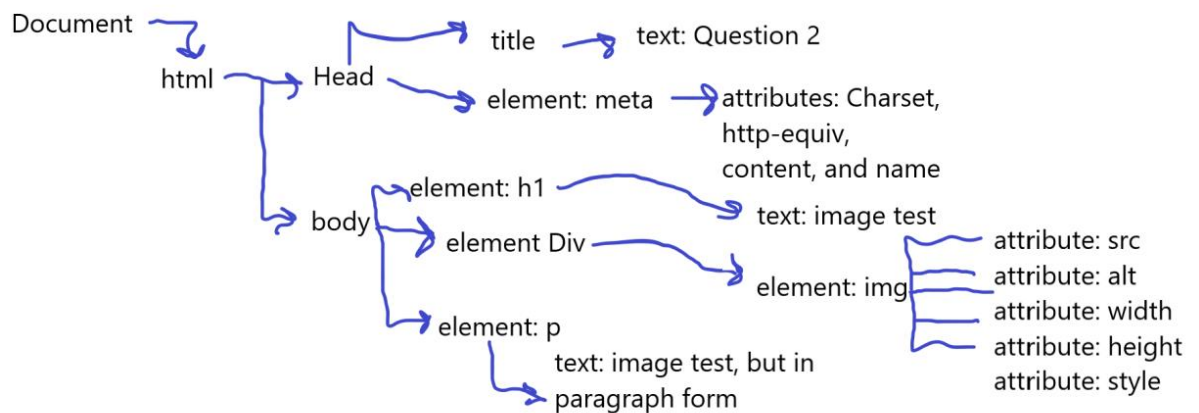 Document
html
Head
title
text: Question 2
element: meta
attributes: Charset,
http-equiv,
content, and name
body
element: h1
text: image test
element Div
element: img
attribute: src
attribute: alt
attribute: width
attribute: height
attribute: style
element: p
text: image test, but in
paragraph form